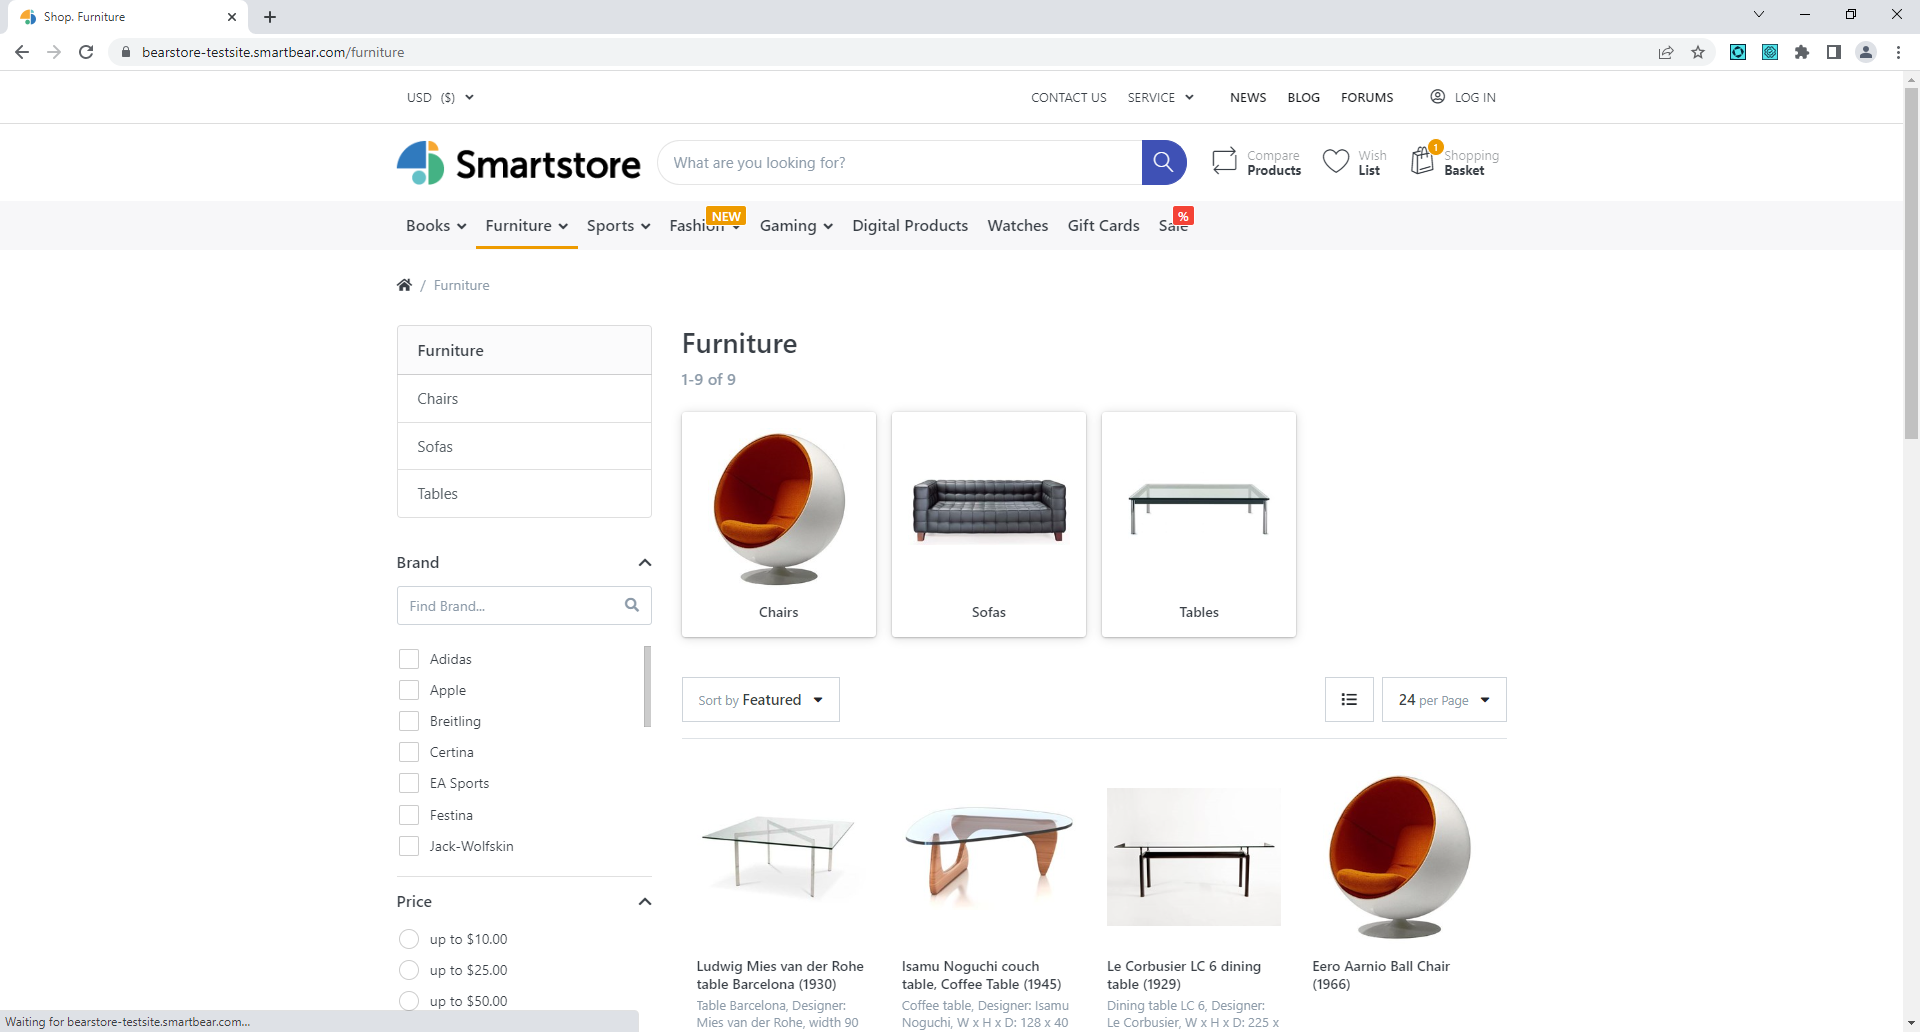 Shop. Furniture
bearstore-testsite.smartbear.com/furniture
USD ($)
CONTACT US
SERVICE
NEWS
BLOG
FORUMS
LOG IN
Smartstore
What are you looking for?
Compare
Products
Wish
List
1
Shopping
Basket
Books
Furniture
Sports
Fashion
NEW
Gaming
Digital Products
Watches
Gift Cards
Sale
%
/ Furniture
Furniture
Chairs
Sofas
Tables
Brand
Find Brand...
Adidas
Apple
Breitling
Certina
EA Sports
Festina
Jack-Wolfskin
Price
up to $10.00
up to $25.00
up to $50.00
Furniture
1-9 of 9
Chairs
Sofas
Tables
Sort by Featured
24 per Page
Ludwig Mies van der Rohe
table Barcelona (1930)
Table Barcelona, Designer:
Mies van der Rohe, width 90
Isamu Noguchi couch
table, Coffee Table (1945)
Coffee table, Designer: Isamu
Noguchi, W x H x D: 128 x 40
Le Corbusier LC 6 dining
table (1929)
Dining table LC 6, Designer:
Le Corbusier, W x H x D: 225 x
Eero Aarnio Ball Chair
(1966)
Waiting for bearstore-testsite.smartbear.com...